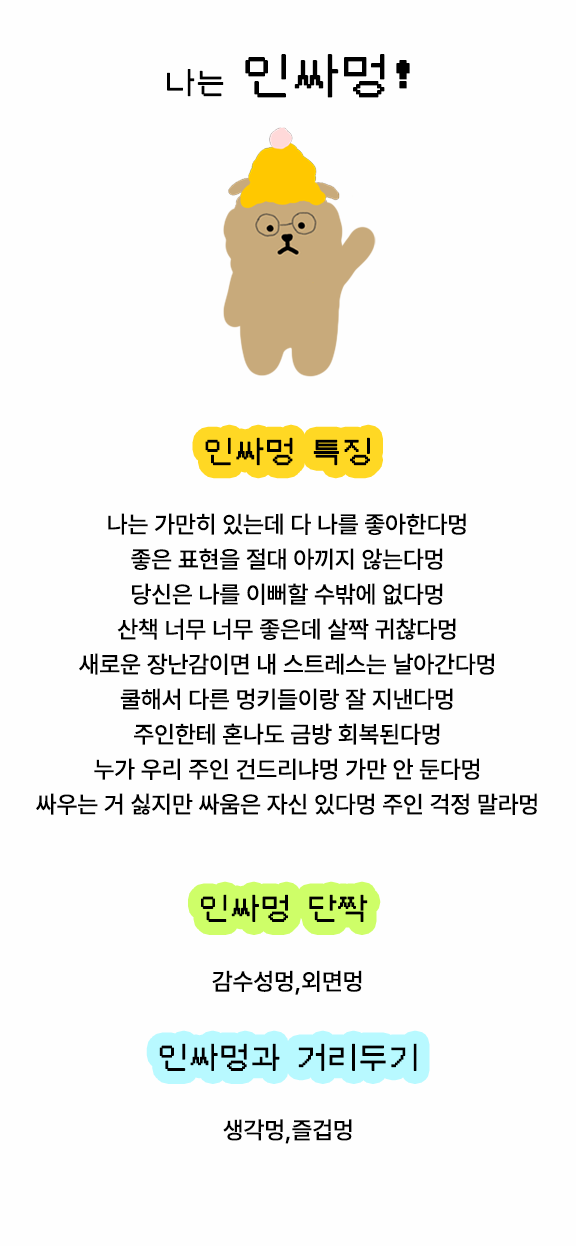 나는 인싸멍!
인싸멍 특징
나는 가만히 있는데 다 나를 좋아한다멍
좋은 표현을 절대 아끼지 않는다멍
당신은 나를 이뻐할 수밖에 없다멍
산책 너무 너무 좋은데 살짝 귀찮다멍
새로운 장난감이면 내 스트레스는 날아간다멍
쿨해서 다른 멍키들이랑 잘 지낸다멍
주인한테 혼나도 금방 회복된다멍
누가 우리 주인 건드리냐멍 가만 안 둔다멍
싸우는 거 싫지만 싸움은 자신 있다멍 주인 걱정 말라멍
인싸멍 단짝
감수성멍,외면멍
인싸멍과 거리두기
생각멍,즐겁멍